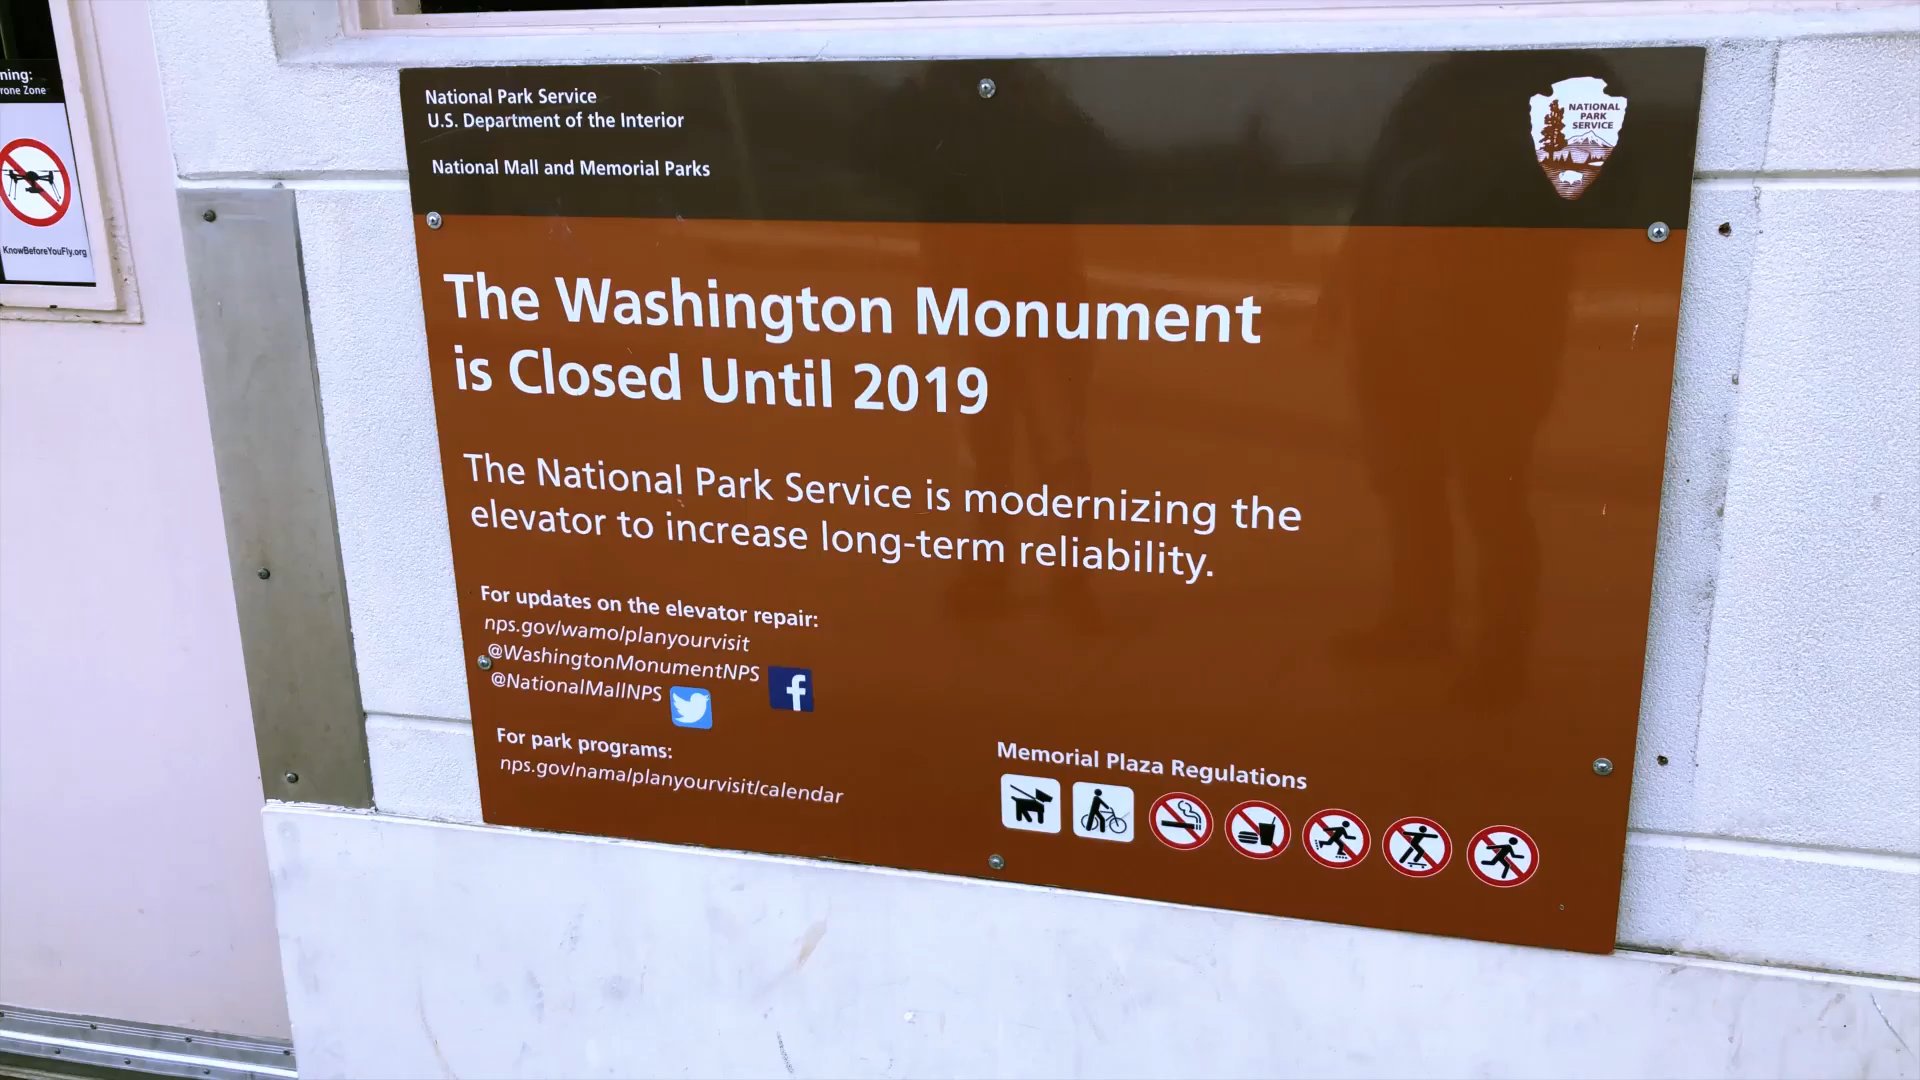 ning:
rone Zone
KnowBeforeYouFly.org
National Park Service
U.S. Department of the Interior
National Mall and Memorial Parks
NATIONAL
PARK
SERVICE
The Washington Monument
is Closed Until 2019
The National Park Service is modernizing the
elevator to increase long-term reliability.
For updates on the elevator repair:
nps.gov/wamo/planyourvisit
@WashingtonMonumentNPS
@NationalMallNPS
For park programs:
nps.gov/nama/planyourvisit/calendar
Memorial Plaza Regulations